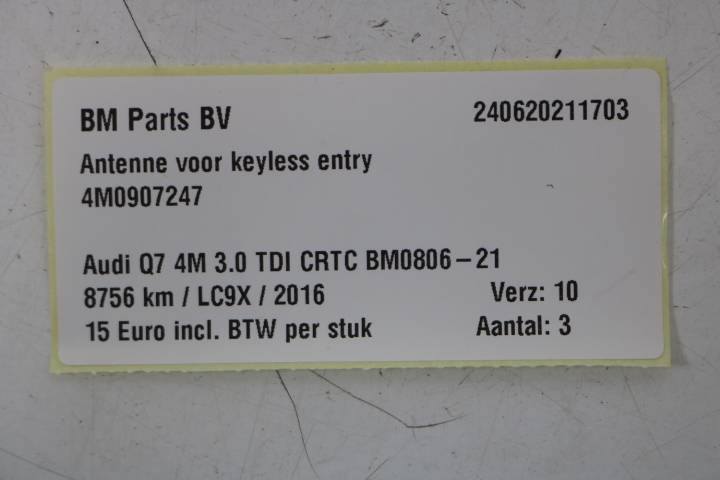 BM Parts BV 240620211703
Antenne voor keyless entry
4M0907247
Audi Q7 4M 3.0 TDI CRTC BM0806-21
8756 km / LC9X / 2016 Verz: 10
15 Euro incl. BTW per stuk Aantal: 3